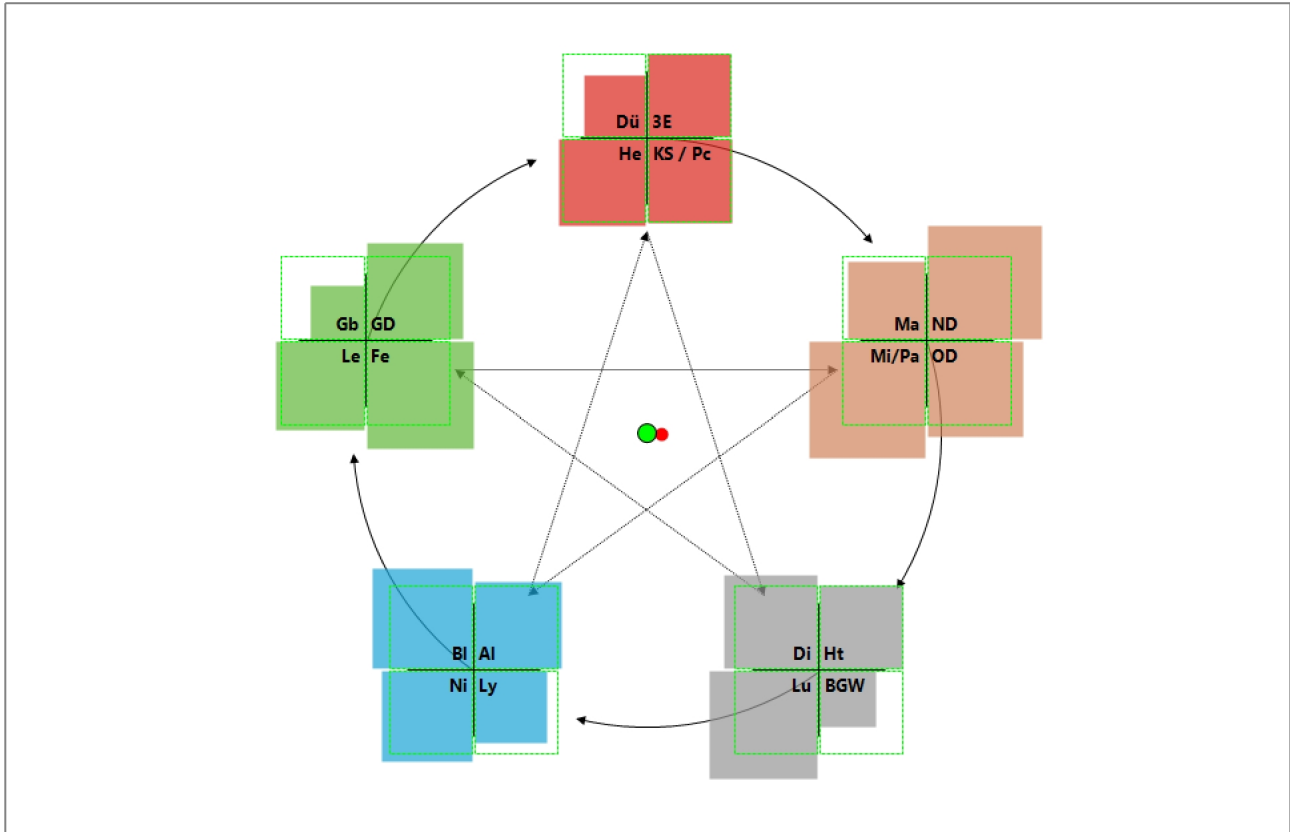 Dü 3E
He KS / Pc
Gb GD
Le Fe
Ma ND
Mi/Pa OD
Bl Al
Ni Ly
Di Ht
Lu BGW